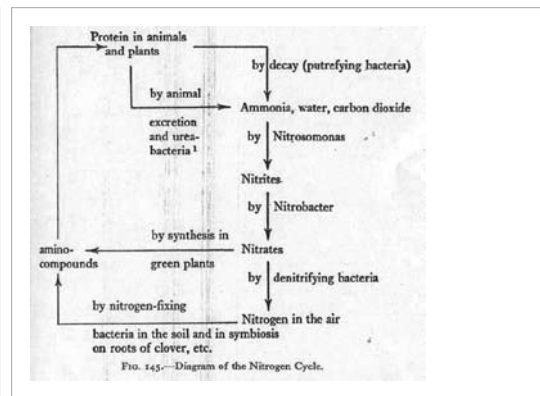 Protein in animals
and plants
by decay (putrefying bacteria)
by animal
Ammonia, water, carbon dioxide
excretion
and urea-
bacteria 1
by Nitrosomonas
Nitrites
by Nitrobacter
by synthesis in
amino-
compounds
Nitrates
green plants
by denitrifying bacteria
by nitrogen-fixing
Nitrogen in the air
bacteria in the soil and in symbiosis
on roots of clover, etc.
FIG. 145.—Diagram of the Nitrogen Cycle.